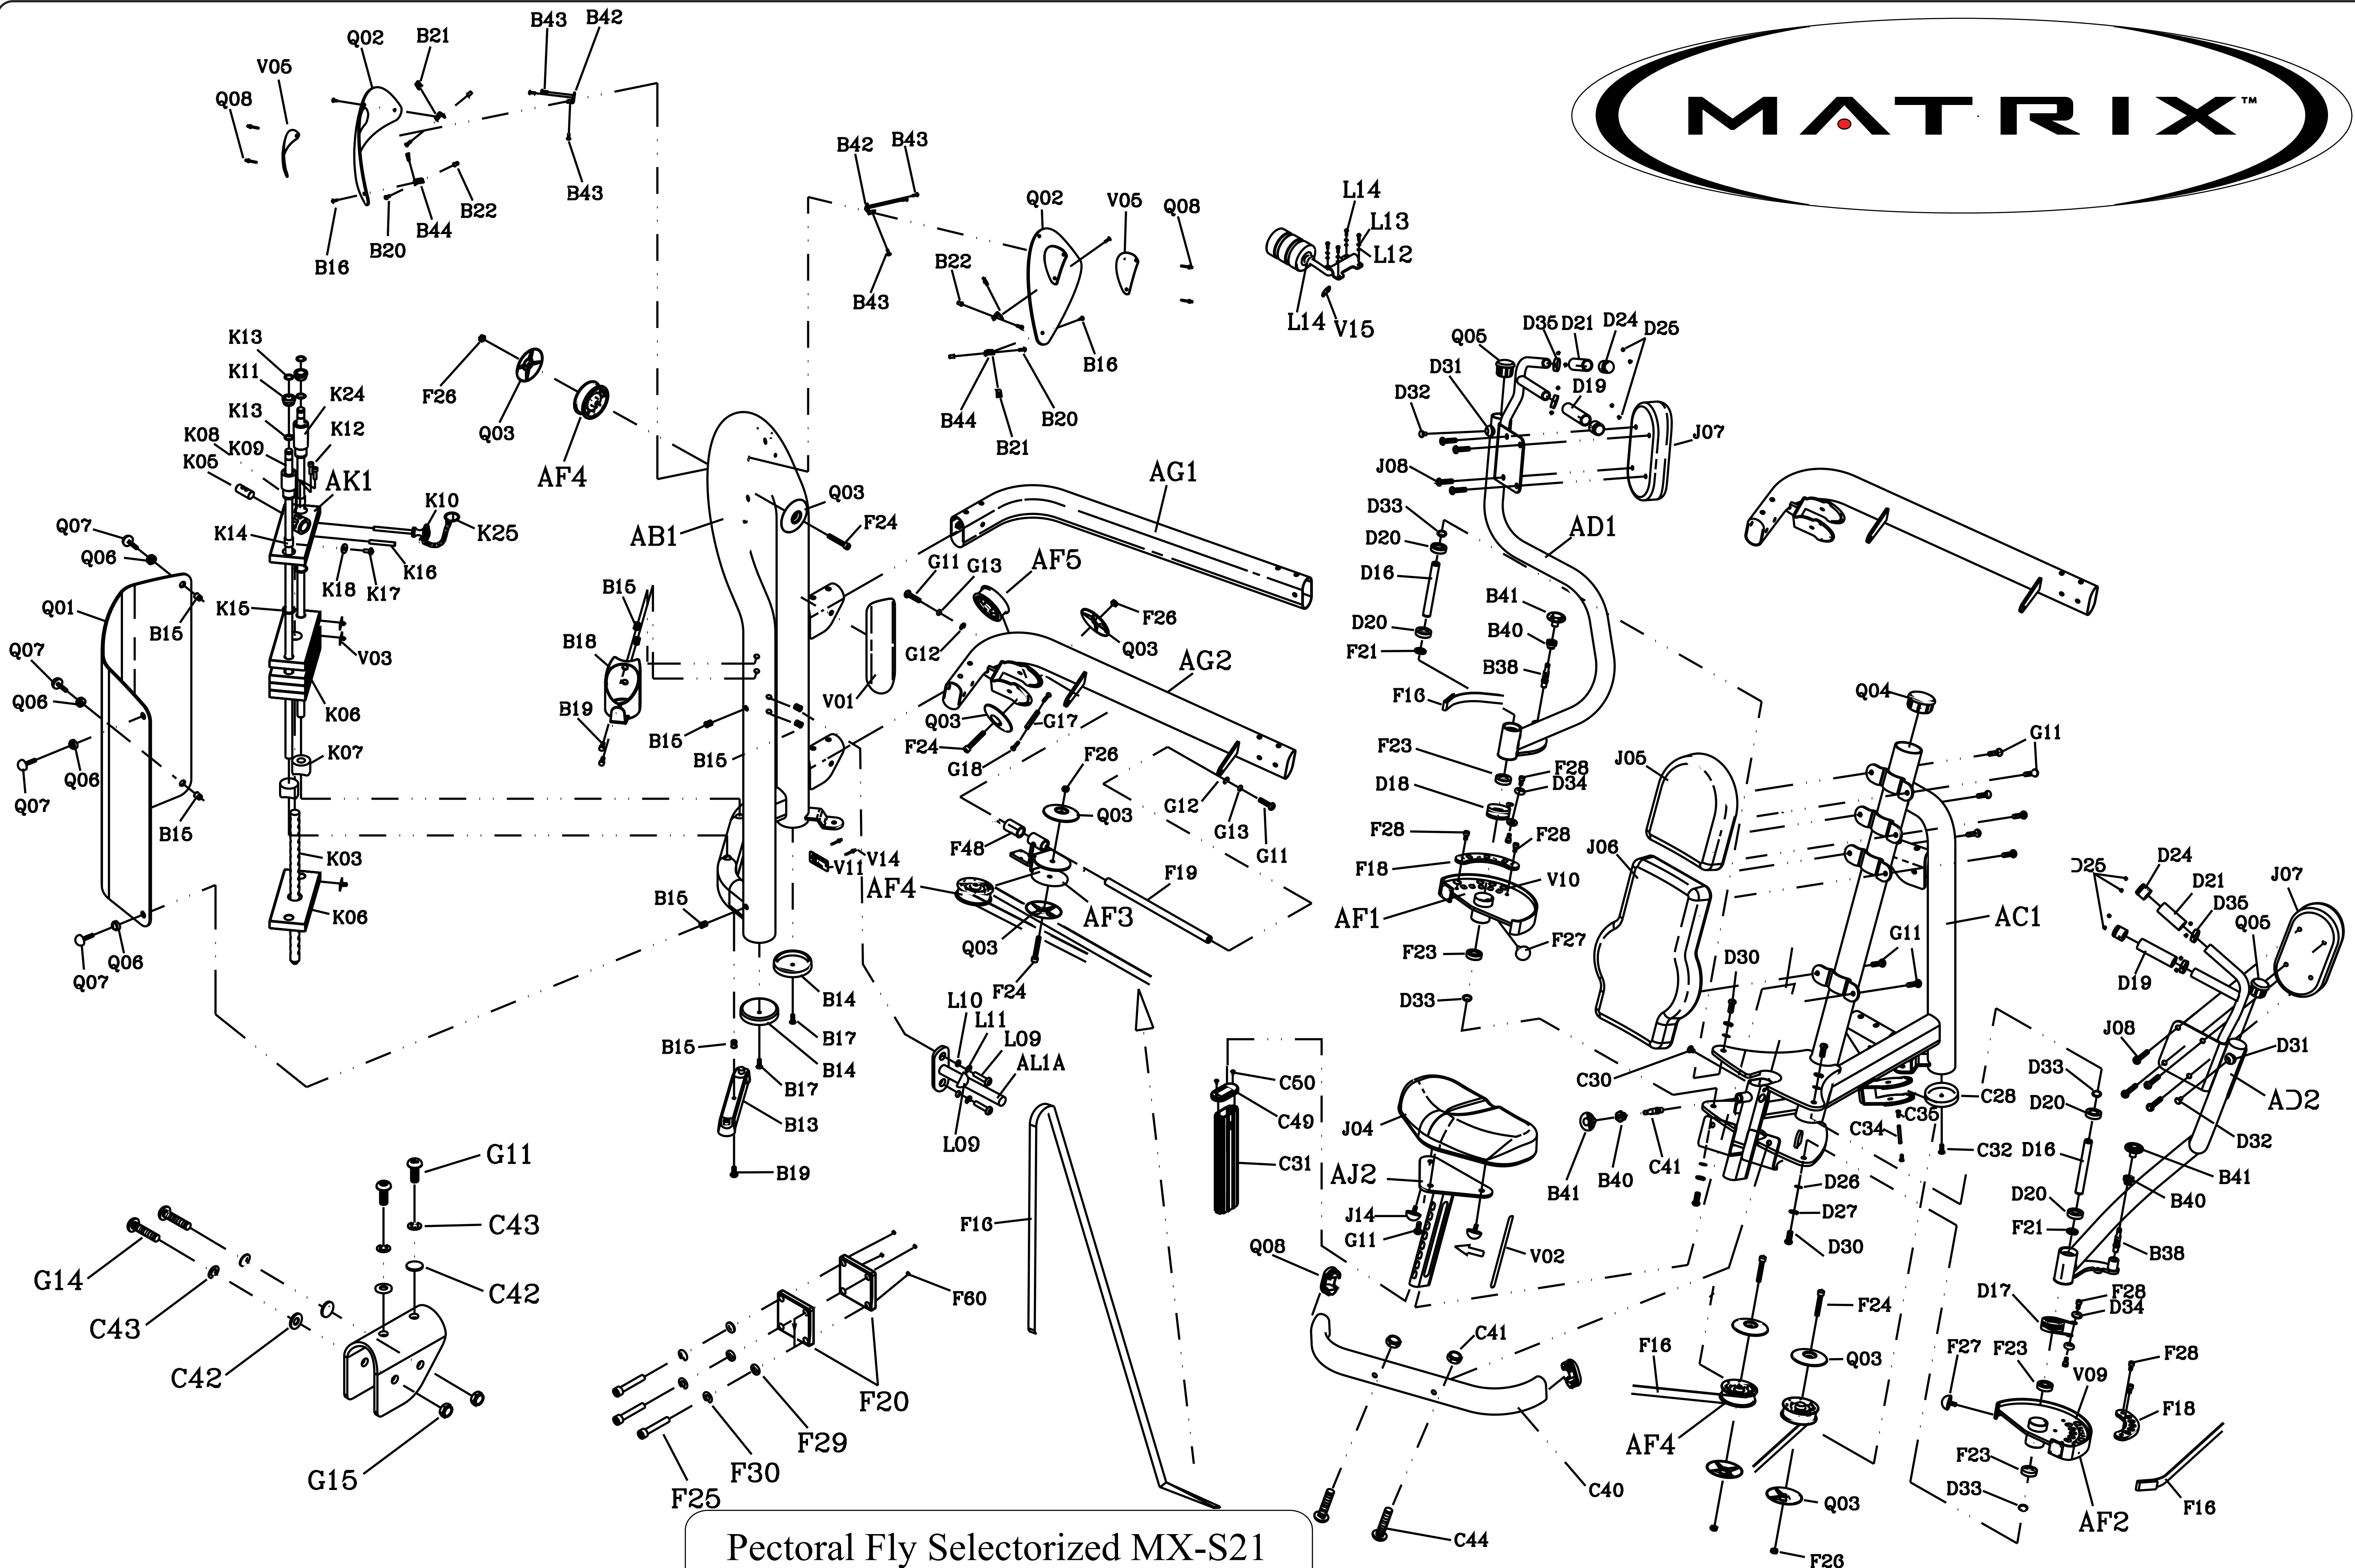 MATRIX™
B43 B42
Q02 B21
V05
Q08
B43
B22
B44
B20
B16
B42 B43
Q02 V05 Q08
B22
B43
B16
B44 B20
B21
L14
L13
L12
L14 V15
K13
K11
K24
K13 K12
K08
K09
K05
AK1
K10
K25
K14
K16
K18 K17
Q07
Q06
Q01
B15
K15
V03
Q07
Q06
K06
K07
Q06
Q07
B15
K03
K06
Q06
Q07
F26
Q03
AF4
Q03
F24
AB1
B15
B18
B19
V01
B15
B15
V14
V11
B15
B14
B17
B14
B15
B17
B13
B19
AG1
G11 G13
AF5
F26
Q03
G12
AG2
Q03
G17
F24
G18
F26
Q03
G12
G13
G11
F48
F19
AF4
AF3
Q03
F24
L10
L11
L09
AL1A
L09
Q05
D35 D21 D24
D25
D31
D19
D32
J07
J08
D33
D20
AD1
D16
B41
D20
B40
F21
B38
F16
F23
F28
D34
D18
F28
F28
F18
V10
AF1
F27
F23
D33
Q04
G11
J05
J06
AC1
G11
D30
C30
C28
C35
C34
C32
B41 B40 C41
D26
D27
D30
C50
C49
C31
J04
AJ2
J14
G11
V02
Q08
C41
C40
C44
F16
F24
F16
Q03
AF4
Q03
F26
D25
D24
D21
D35
J07
Q05
D19
J08
D31
D33
AD2
D20
D32
D16
B41
D20
B40
F21
B38
F28
D34
D17
F27 F23
V09
F28
F18
F23
D33
AF2
F16
G11
C43
G14
C42
C43
C42
G15
F60
F20
F29
F30
F25
Pectoral Fly Selectorized MX-S21